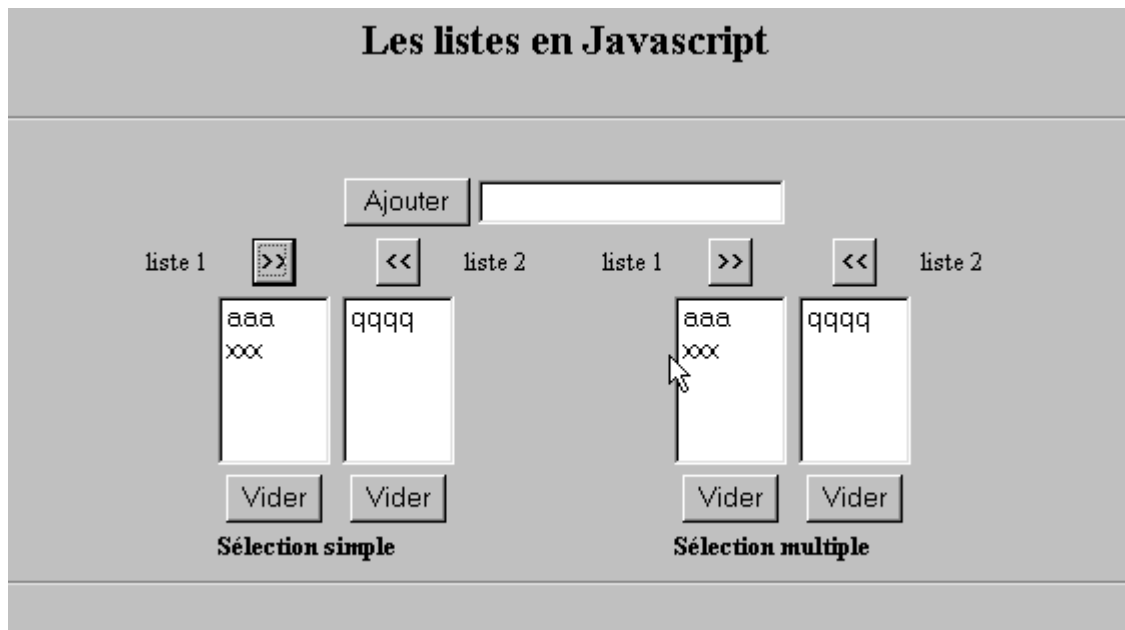 Les listes en Javascript
Ajouter
liste 1 >> << liste 2 liste 1 >> << liste 2
aaa qqqq aaa qqqq
xxx xxx
Vider Vider Vider Vider
Sélection simple Sélection multiple